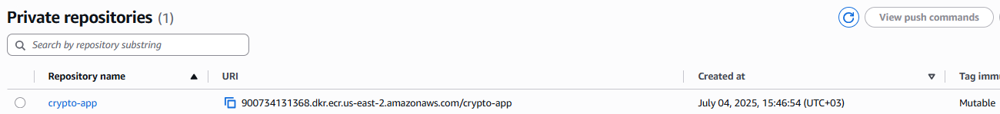 Private repositories (1)
View push commands
Search by repository substring
Repository name URI Created at Tag immu
crypto-app 900734131368.dkr.ecr.us-east-2.amazonaws.com/crypto-app July 04, 2025, 15:46:54 (UTC+03) Mutable